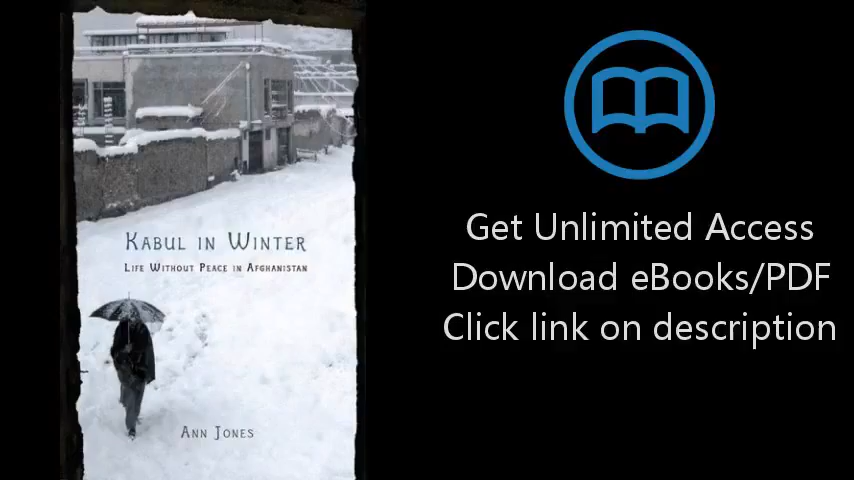 KABUL IN WINTER
LIFE WITHOUT PEACE IN AFGHANISTAN
ANN JONES
Get Unlimited Access
Download eBooks/PDF
Click link on description